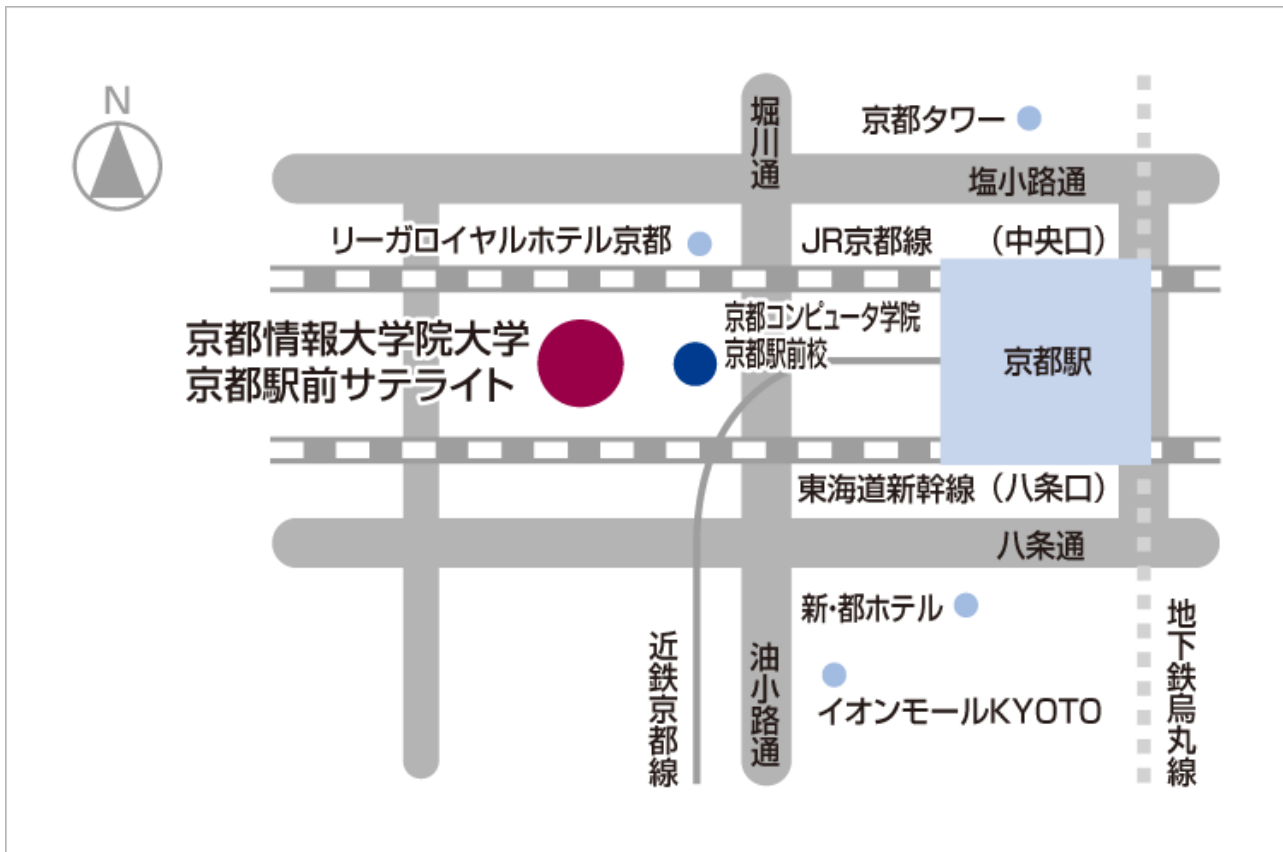 N
堀川通
京都タワー
塩小路通
リーガロイヤルホテル京都
JR京都線
（中央口）
京都情報大学院大学
京都駅前サテライト
京都コンピュータ学院
京都駅前校
京都駅
東海道新幹線
（八条口）
八条通
新・都ホテル
近鉄京都線
油小路通
イオンモールKYOTO
地下鉄烏丸線